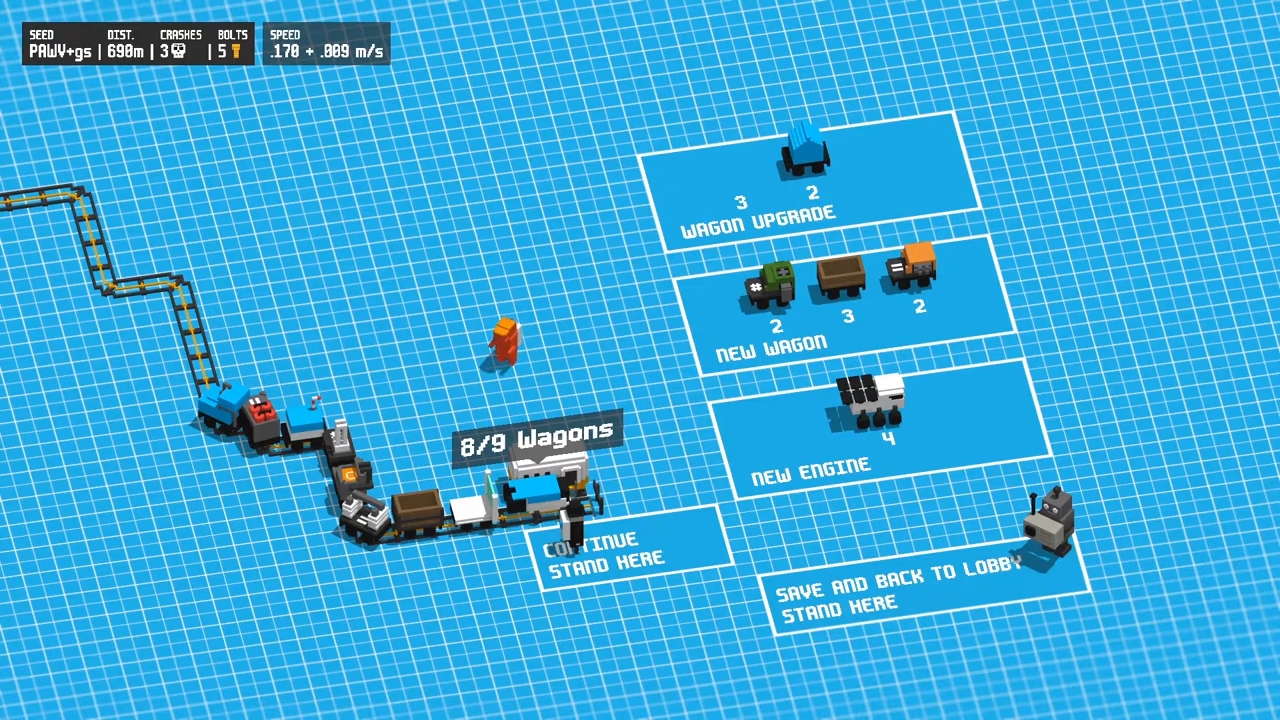 SEED DIST. CRASHES BOLTS
PAWY+gs | 690m | 3 | 5
SPEED
.170 + .009 m/s
3 2
WAGON UPGRADE
2 3 2
NEW WAGON
4
NEW ENGINE
8/9 Wagons
CONTINUE
STAND HERE
SAVE AND BACK TO LOBBY
STAND HERE